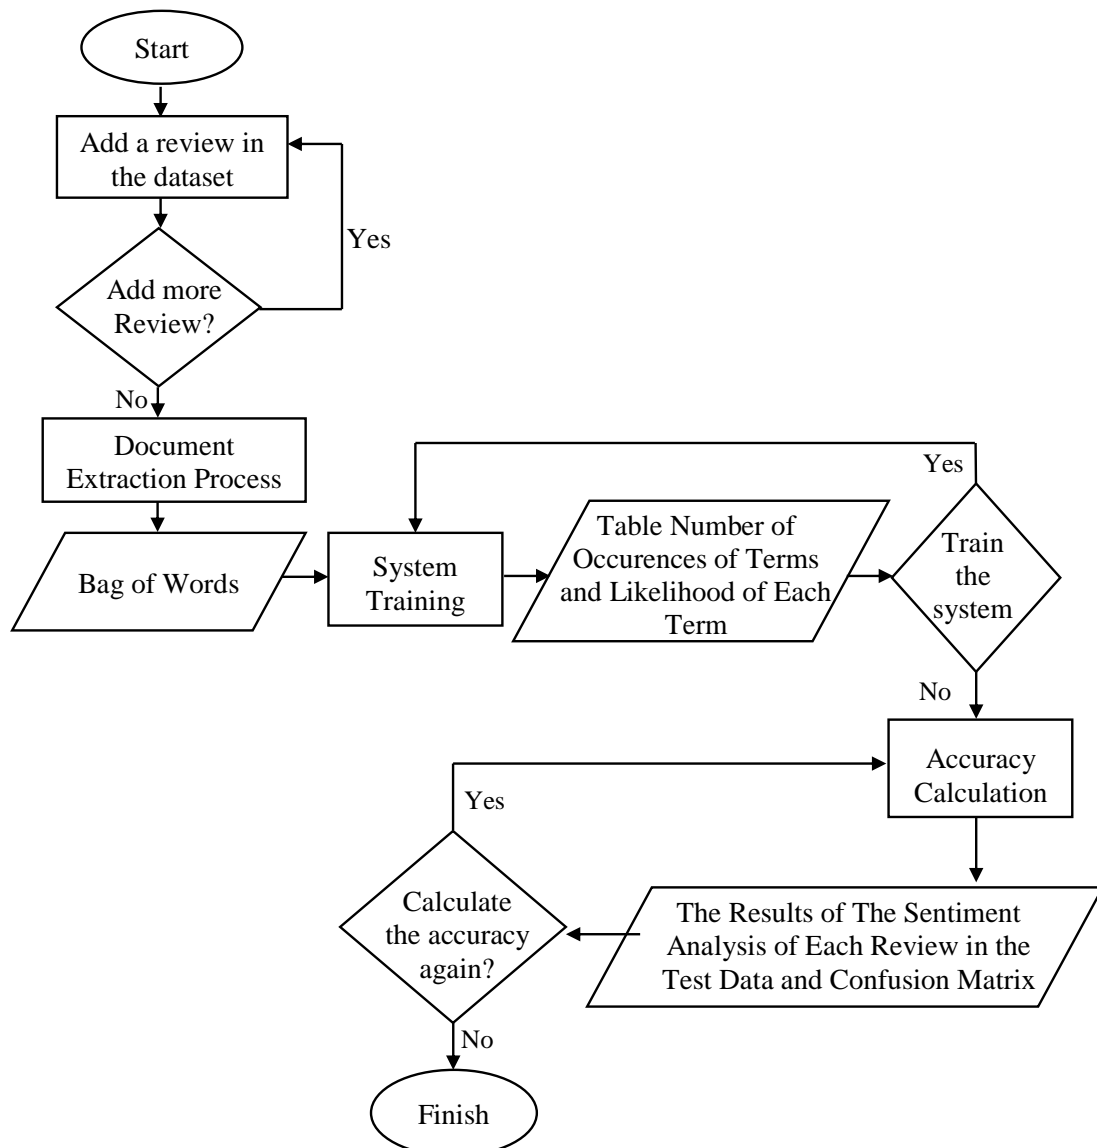 Start
Add a review in
the dataset
Yes
Add more
Review?
No
Document
Extraction Process
Bag of Words
System
Training
Table Number of
Occurences of Terms
and Likelihood of Each
Term
Yes
Train
the
system
No
Accuracy
Calculation
The Results of The Sentiment
Analysis of Each Review in the
Test Data and Confusion Matrix
Yes
Calculate
the accuracy
again?
No
Finish